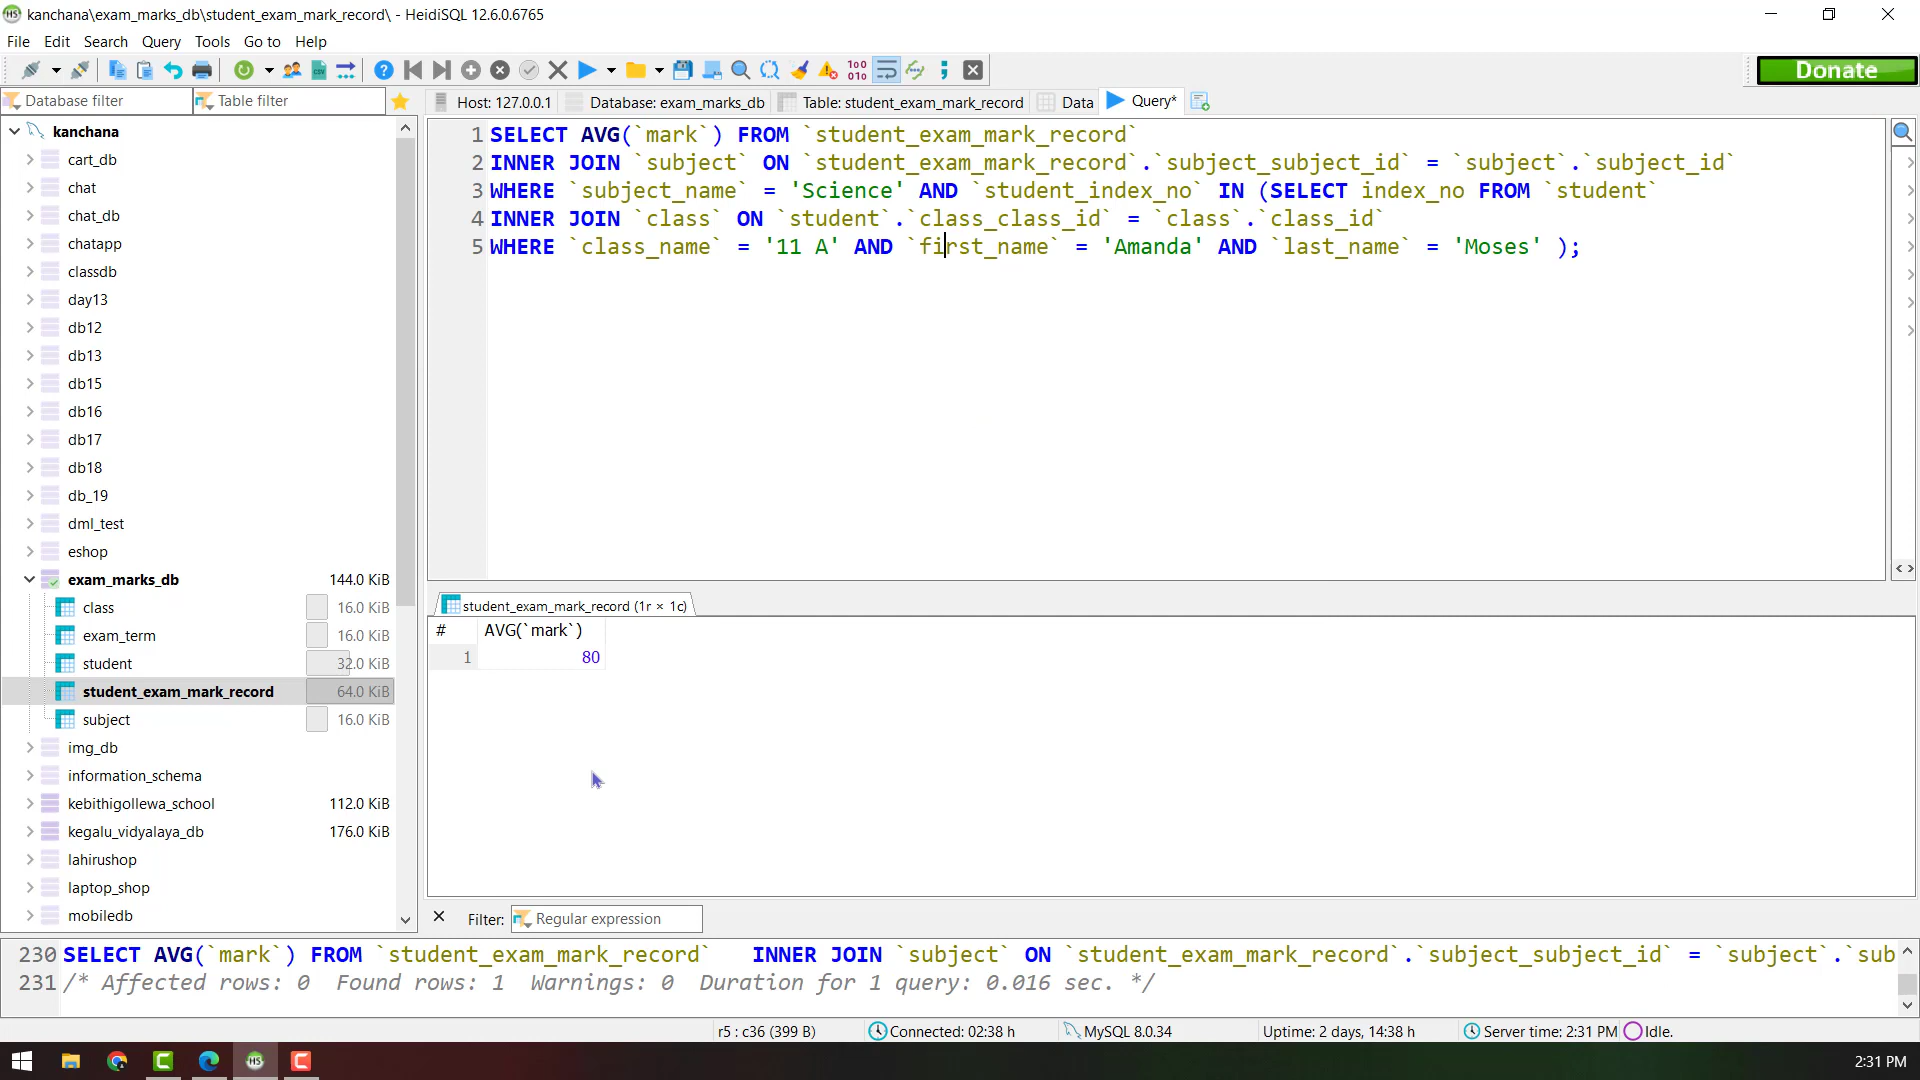 kanchana\exam_marks_db\student_exam_mark_record\ - HeidiSQL 12.6.0.6765
File Edit Search Query Tools Go to Help
Donate
Database filter
Table filter
Host: 127.0.0.1
Database: exam_marks_db
Table: student_exam_mark_record
Data
Query*
kanchana
cart_db
chat
chat_db
chatapp
classdb
day13
db12
db13
db15
db16
db17
db18
db_19
dml_test
eshop
exam_marks_db 144.0 KiB
class 16.0 KiB
exam_term 16.0 KiB
student 32.0 KiB
student_exam_mark_record 64.0 KiB
subject 16.0 KiB
img_db
information_schema
kebithigollewa_school 112.0 KiB
kegalu_vidyalaya_db 176.0 KiB
lahirushop
laptop_shop
mobiledb
1 SELECT AVG(`mark`) FROM `student_exam_mark_record`
2 INNER JOIN `subject` ON `student_exam_mark_record`.`subject_subject_id` = `subject`.`subject_id`
3 WHERE `subject_name` = 'Science' AND `student_index_no` IN (SELECT index_no FROM `student`
4 INNER JOIN `class` ON `student`.`class_class_id` = `class`.`class_id`
5 WHERE `class_name` = '11 A' AND `first_name` = 'Amanda' AND `last_name` = 'Moses' );
student_exam_mark_record (1r × 1c)
# AVG(`mark`)
1 80
Filter: Regular expression
230 SELECT AVG(`mark`) FROM `student_exam_mark_record` INNER JOIN `subject` ON `student_exam_mark_record`.`subject_subject_id` = `subject`.`sub
231 /* Affected rows: 0 Found rows: 1 Warnings: 0 Duration for 1 query: 0.016 sec. */
r5 : c36 (399 B)
Connected: 02:38 h
MySQL 8.0.34
Uptime: 2 days, 14:38 h
Server time: 2:31 PM
Idle.
2:31 PM